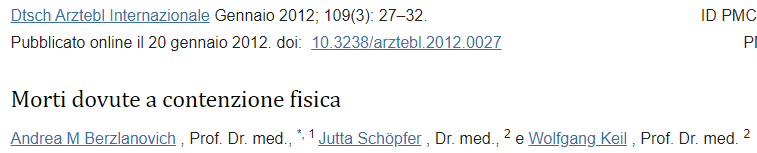 Dtsch Arztebl Internazionale Gennaio 2012; 109(3): 27–32. ID PMC
Pubblicato online il 20 gennaio 2012. doi: 10.3238/arztebl.2012.0027 PI
Morti dovute a contenzione fisica
Andrea M Berzlanovich , Prof. Dr. med., *, 1 Jutta Schöpfer , Dr. med., 2 e Wolfgang Keil , Prof. Dr. med. 2